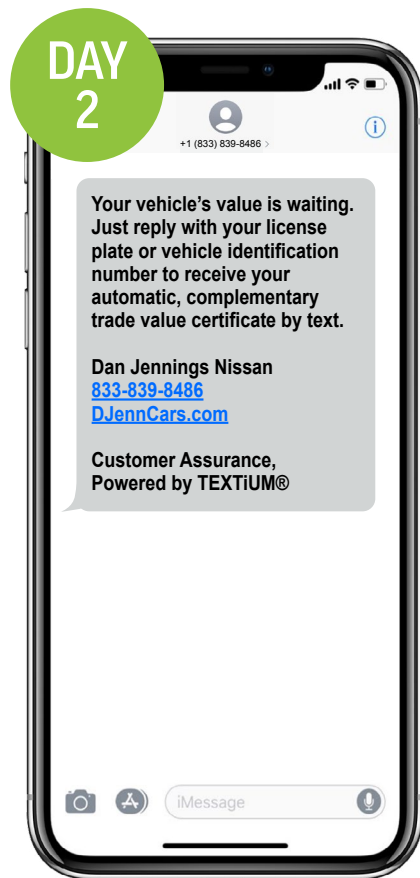 DAY
2
+1 (833) 839-8486 >
Your vehicle's value is waiting.
Just reply with your license
plate or vehicle identification
number to receive your
automatic, complementary
trade value certificate by text.
Dan Jennings Nissan
833-839-8486
DJennCars.com
Customer Assurance,
Powered by TEXTiUM®
iMessage